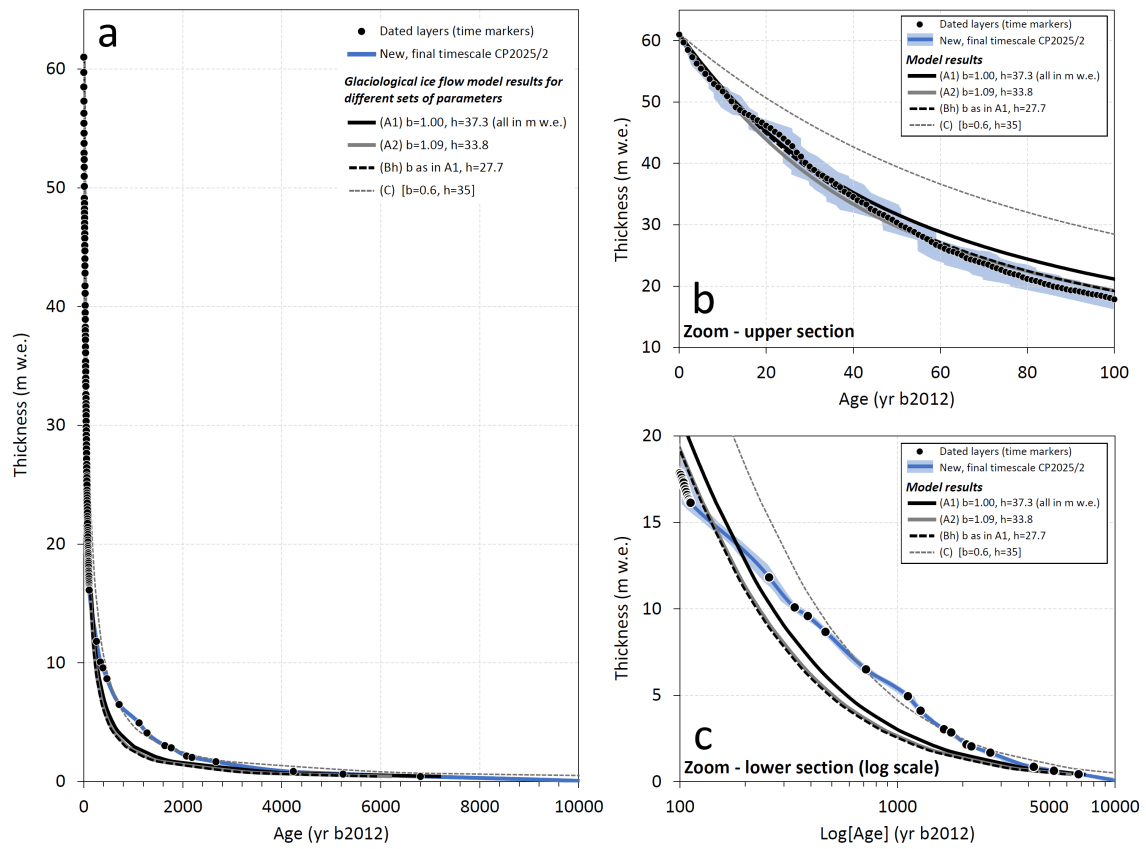 a
Dated layers (time markers)
New, final timescale CP2025/2
Glaciological ice flow model results for
different sets of parameters
(A1) b=1.00, h=37.3 (all in m w.e.)
(A2) b=1.09, h=33.8
(Bh) b as in A1, h=27.7
(C) [b=0.6, h=35]
Thickness (m w.e.)
60
50
40
30
20
10
0
0
2000
4000
6000
8000
10000
Age (yr b2012)
Dated layers (time markers)
New, final timescale CP2025/2
Model results
(A1) b=1.00, h=37.3 (all in m w.e.)
(A2) b=1.09, h=33.8
(Bh) b as in A1, h=27.7
(C) [b=0.6, h=35]
Thickness (m w.e.)
60
50
40
30
20
10
b
Zoom - upper section
0
20
40
60
80
100
Age (yr b2012)
Dated layers (time markers)
New, final timescale CP2025/2
Model results
(A1) b=1.00, h=37.3 (all in m w.e.)
(A2) b=1.09, h=33.8
(Bh) b as in A1, h=27.7
(C) [b=0.6, h=35]
Thickness (m w.e.)
20
15
10
5
0
c
Zoom - lower section (log scale)
100
1000
5000
10000
Log[Age] (yr b2012)